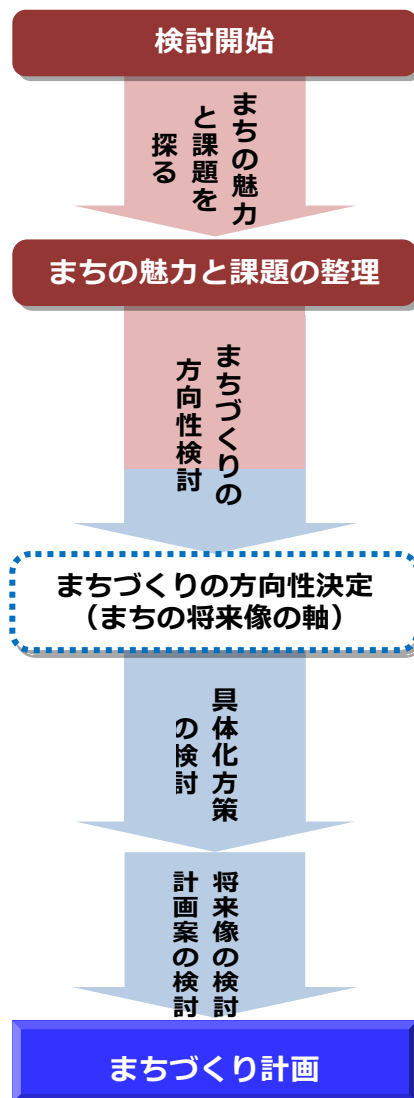 検討開始
まちの魅力
と課題を
探る
まちの魅力と課題の整理
まちづくりの
方向性検討
まちづくりの方向性決定
（まちの将来像の軸）
具体化方策
の検討
将来像の検討
計画案の検討
まちづくり計画